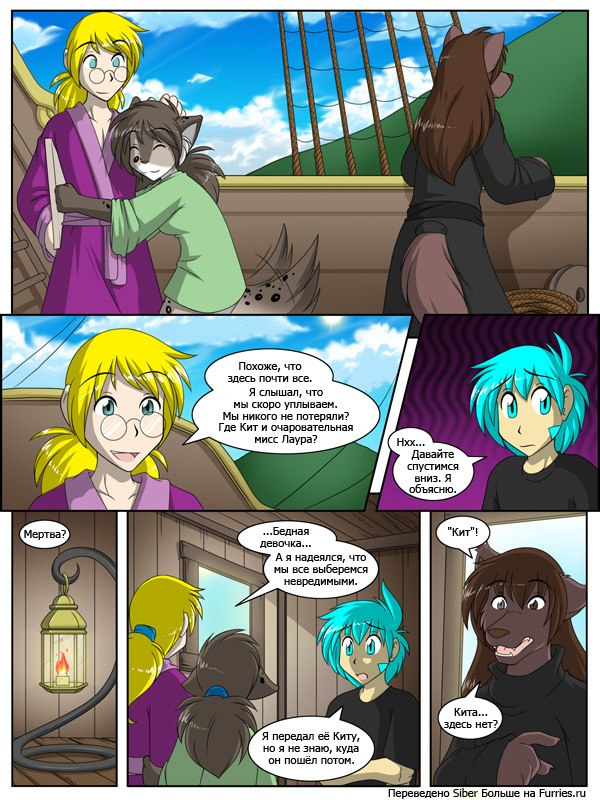 Похоже, что
здесь почти все.
Я слышал, что
мы скоро уплываем.
Мы никого не потеряли?
Где Кит и очаровательная
мисс Лаура?
Нхх...
Давайте
спустимся
вниз. Я
объясню.
Мертва?
...Бедная
девочка...
А я надеялся, что
мы все выберемся
невредимыми.
Я передал её Киту,
но я не знаю, куда
он пошёл потом.
"Кит"!
Кита...
здесь нет?
Переведено Siber Больше на Furries.ru